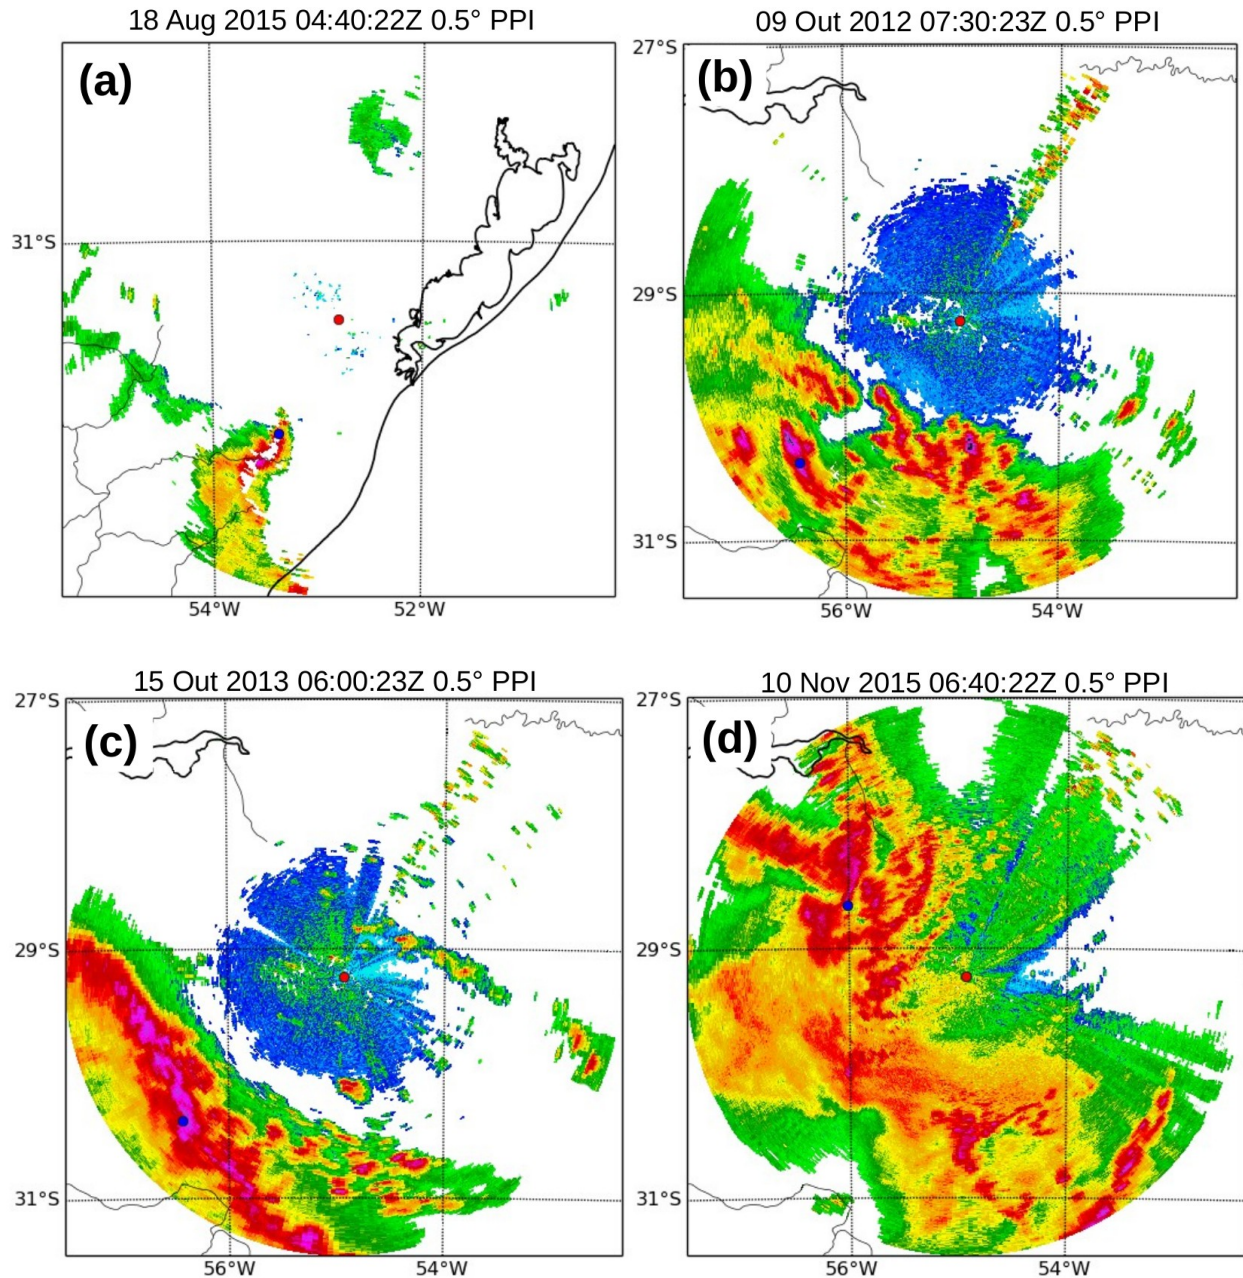 18 Aug 2015 04:40:22Z 0.5° PPI
(a)
31°S
54°W 52°W
09 Out 2012 07:30:23Z 0.5° PPI
27°S
(b)
29°S
31°S
56°W 54°W
15 Out 2013 06:00:23Z 0.5° PPI
27°S
(c)
29°S
31°S
56°W 54°W
10 Nov 2015 06:40:22Z 0.5° PPI
27°S
(d)
29°S
31°S
56°W 54°W